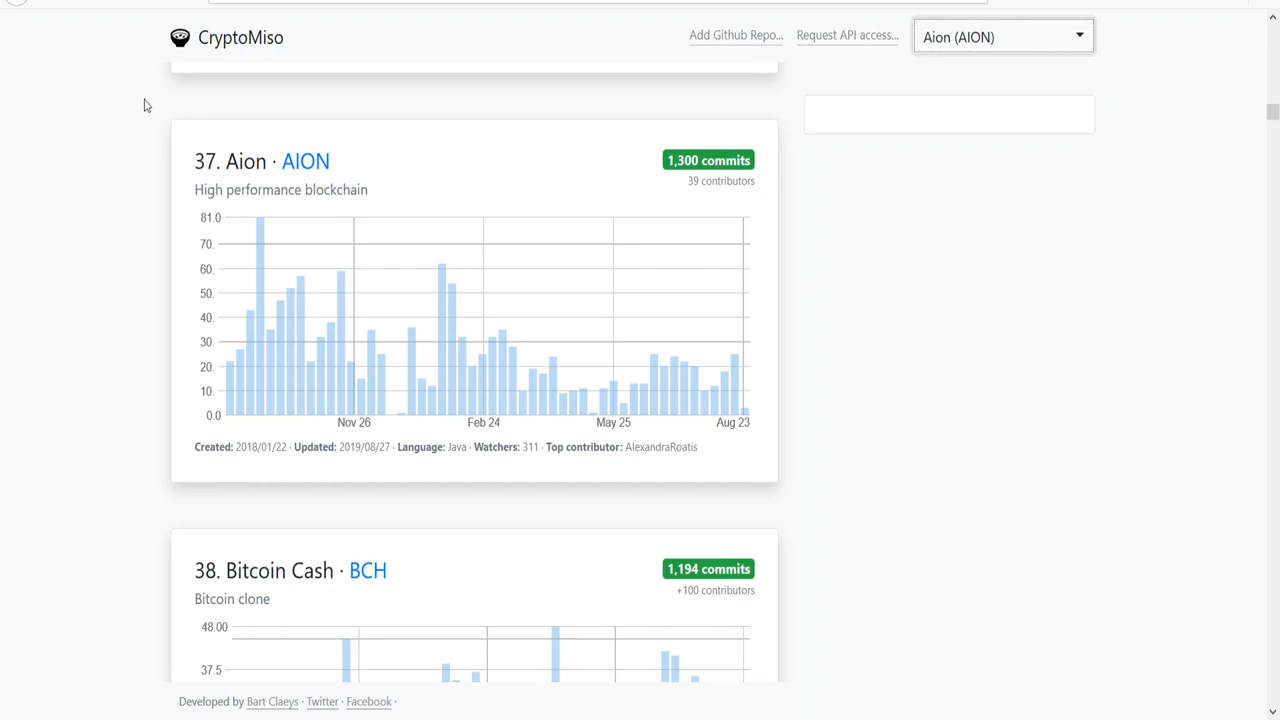 CryptoMiso
Add Github Repo...
Request API access...
Aion (AION)
37. Aion · AION
1,300 commits
High performance blockchain
39 contributors
81.0
70.
60.
50.
40.
30.
20.
10.
0.0
Nov 26
Feb 24
May 25
Aug 23
Created: 2018/01/22 · Updated: 2019/08/27 · Language: Java · Watchers: 311 · Top contributor: AlexandraRoatis
38. Bitcoin Cash · BCH
1,194 commits
Bitcoin clone
+100 contributors
48.00
37.5
Developed by Bart Claeys · Twitter · Facebook ·